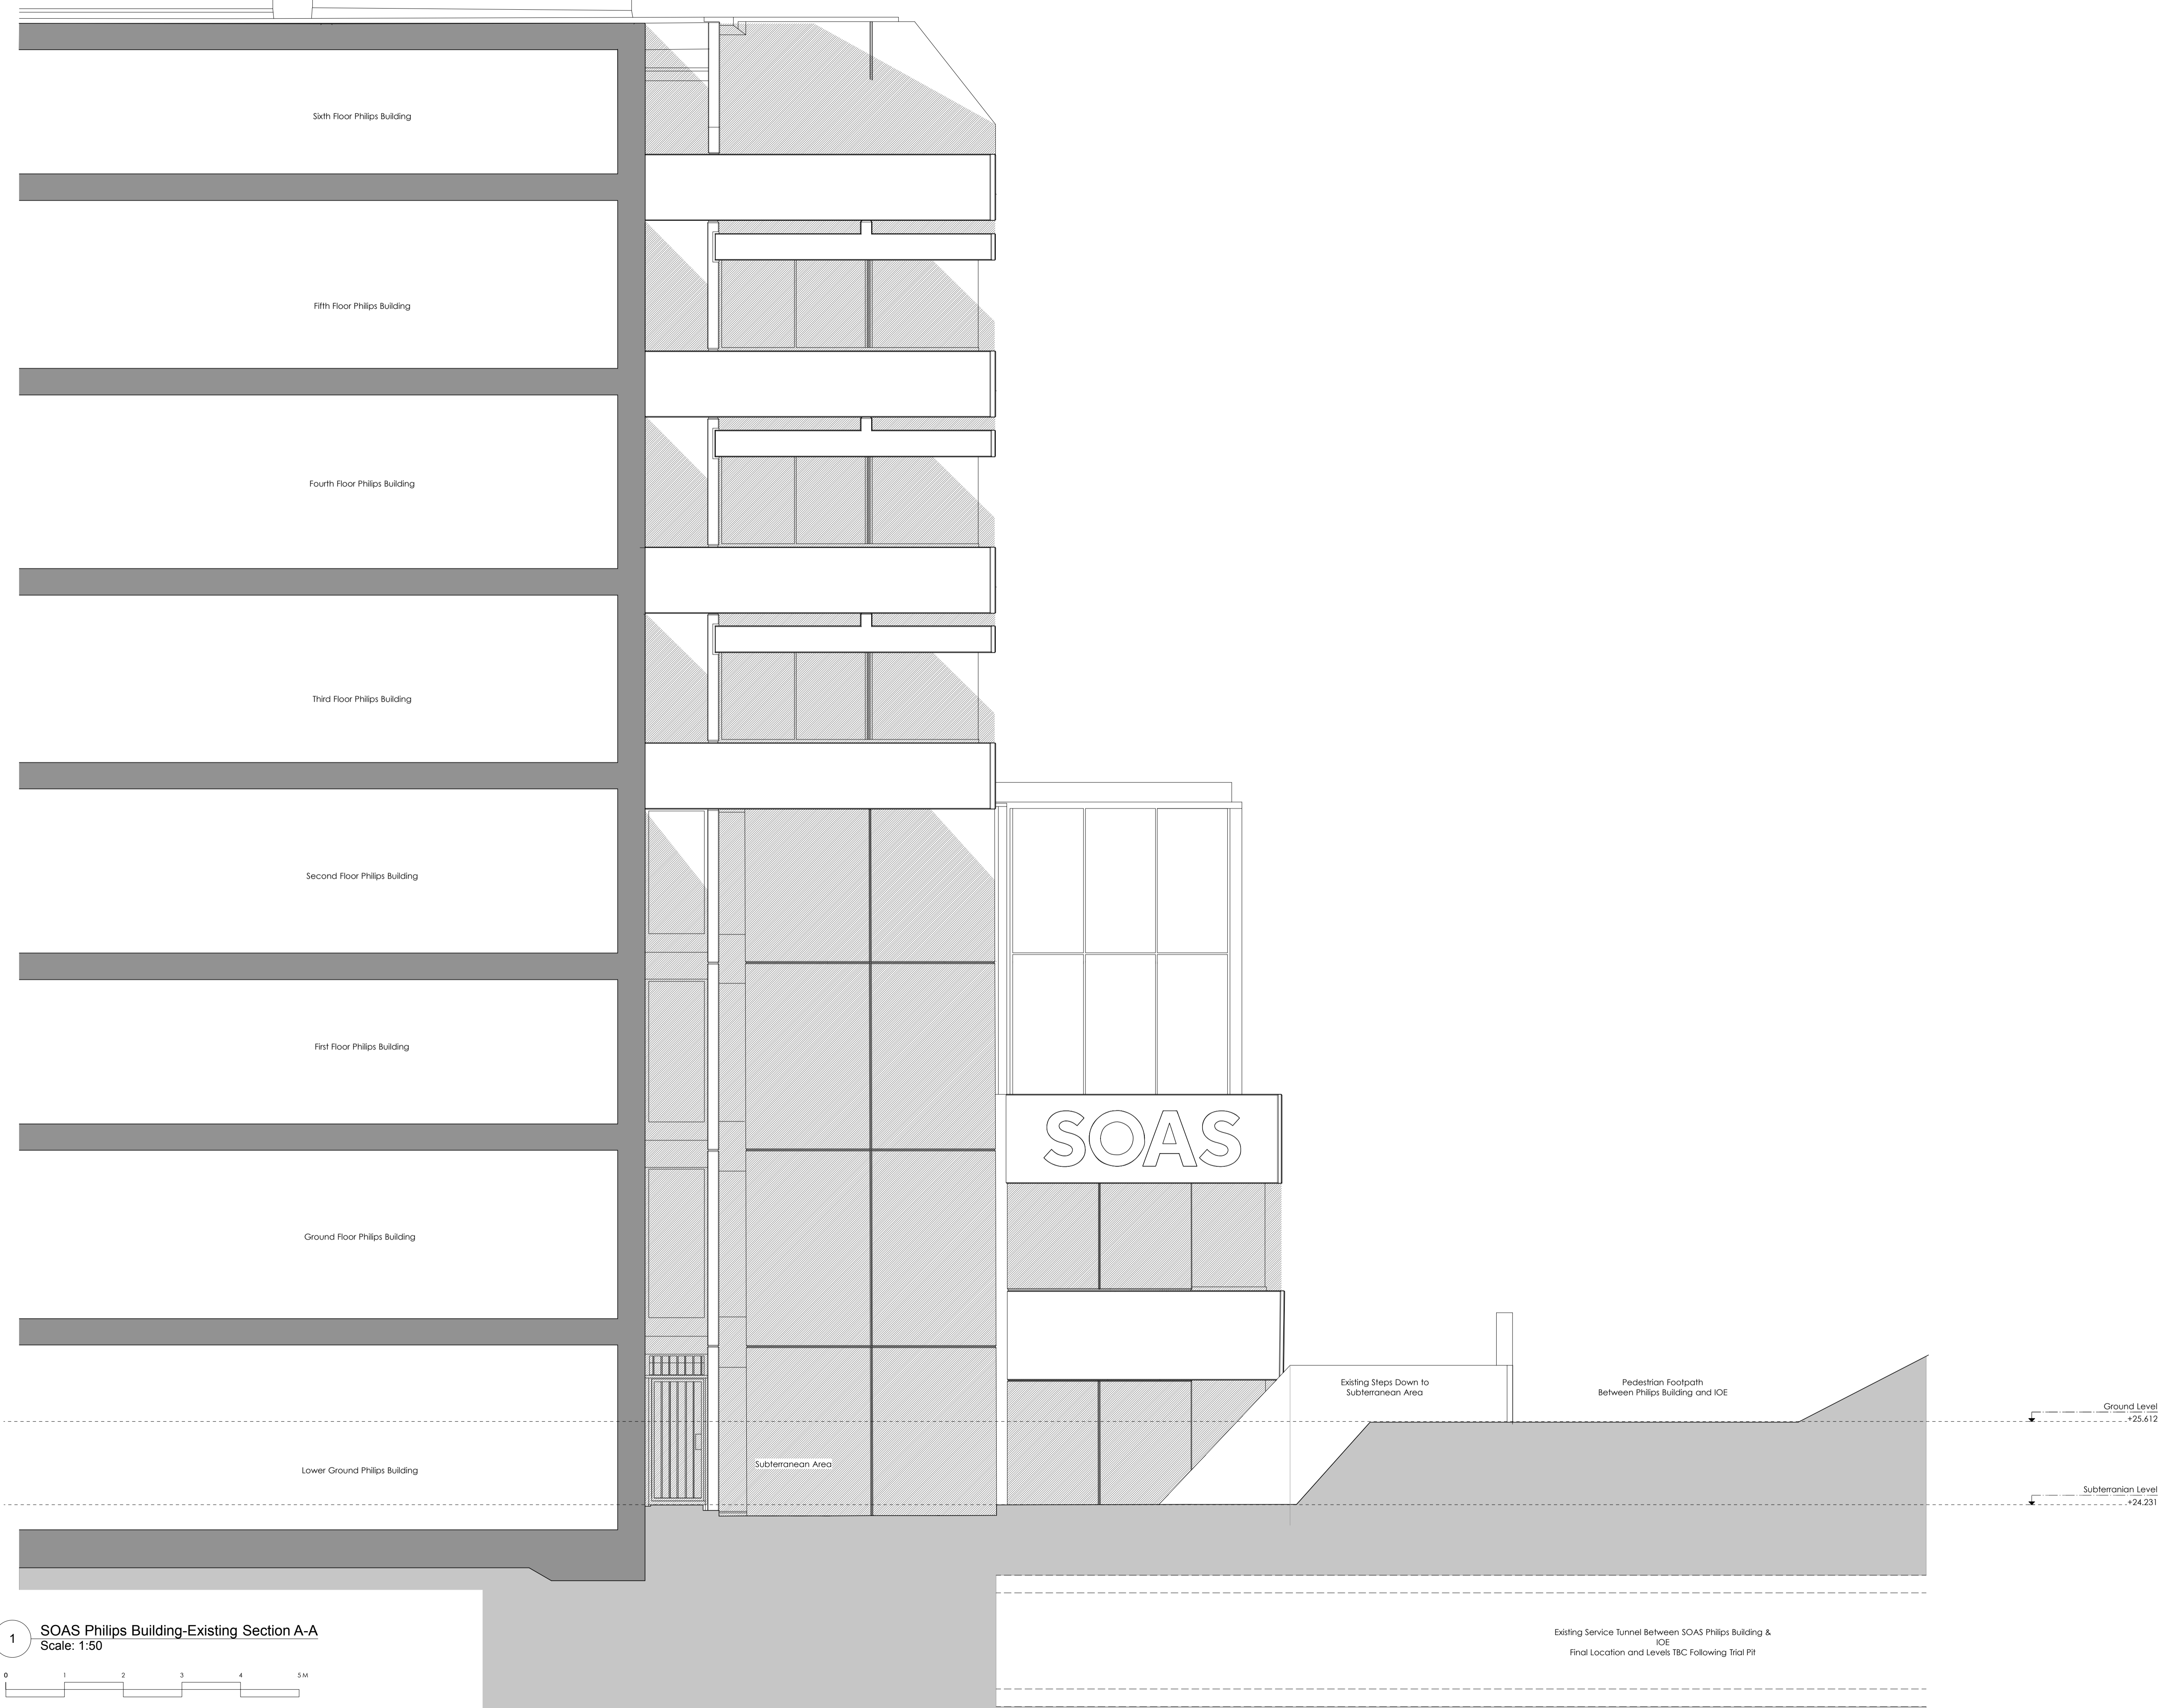 Sixth Floor Philips Building
Fifth Floor Philips Building
Fourth Floor Philips Building
Third Floor Philips Building
Second Floor Philips Building
First Floor Philips Building
SOAS
Ground Floor Philips Building
Existing Steps Down to
Subterranean Area
Pedestrian Footpath
Between Philips Building and IOE
Ground Level
+25.612
Subterranean Area
Lower Ground Philips Building
Subterranian Level
+24.231
1
SOAS Philips Building-Existing Section A-A
Scale: 1:50
0 1 2 3 4 5 M
Existing Service Tunnel Between SOAS Philips Building &
IOE
Final Location and Levels TBC Following Trial Pit